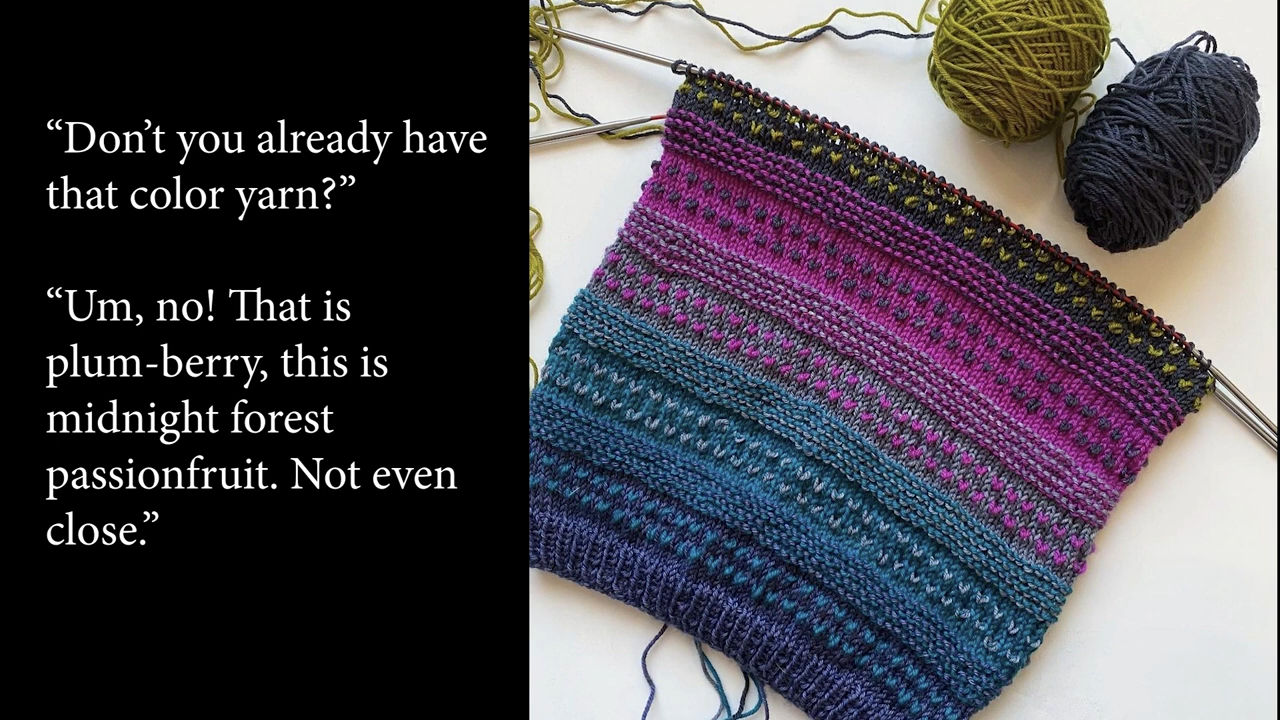 “Don’t you already have
that color yarn?”
“Um, no! That is
plum-berry, this is
midnight forest
passionfruit. Not even
close.”